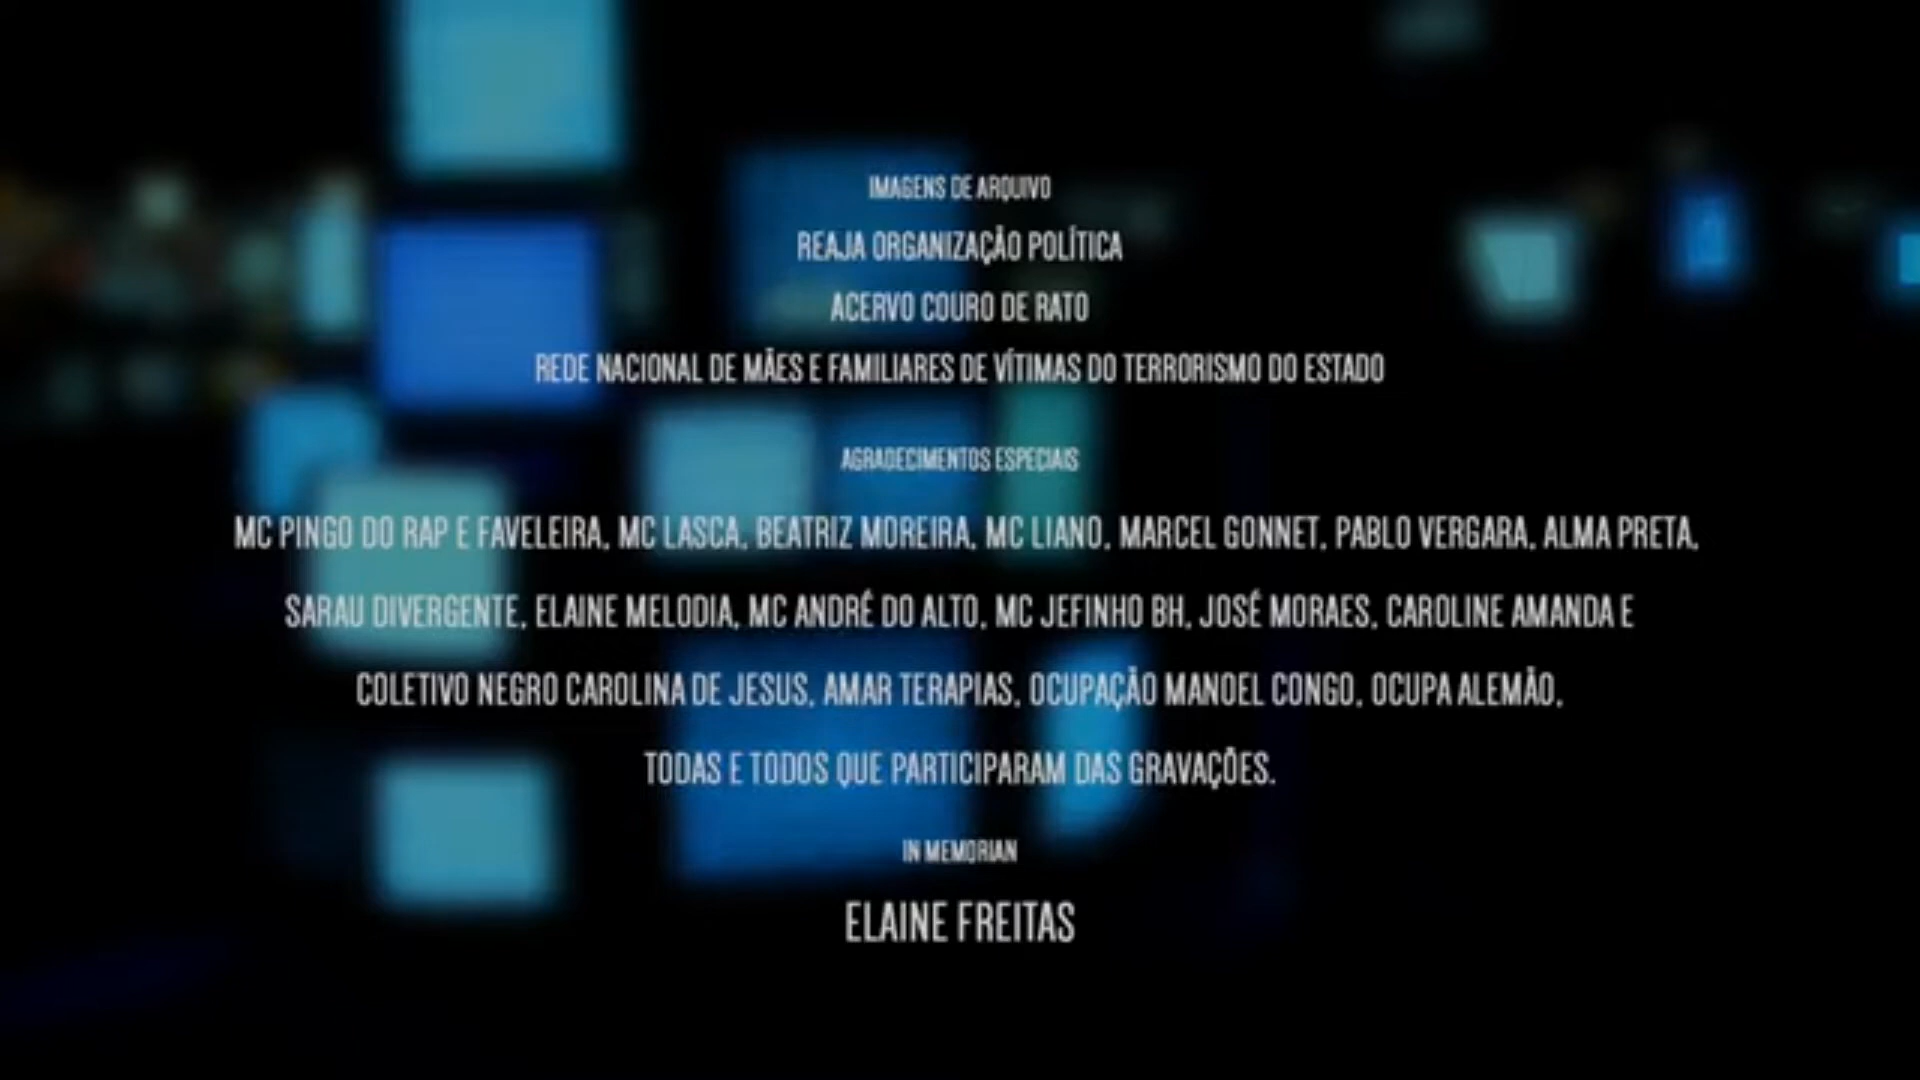 IMAGENS DE ARQUIVO
REAJA ORGANIZAÇÃO POLÍTICA
ACERVO COURO DE RATO
REDE NACIONAL DE MÃES E FAMILIARES DE VÍTIMAS DO TERRORISMO DO ESTADO
AGRADECIMENTOS ESPECIAIS
MC PINGO DO RAP E FAVELEIRA, MC LASCA, BEATRIZ MOREIRA, MC LIANO, MARCEL GONNET, PABLO VERGARA, ALMA PRETA,
SARAU DIVERGENTE, ELAINE MELODIA, MC ANDRÉ DO ALTO, MC JEFINHO BH, JOSÉ MORAES, CAROLINE AMANDA E
COLETIVO NEGRO CAROLINA DE JESUS, AMAR TERAPIAS, OCUPAÇÃO MANOEL CONGO, OCUPA ALEMÃO,
TODAS E TODOS QUE PARTICIPARAM DAS GRAVAÇÕES.
IN MEMORIAN
ELAINE FREITAS